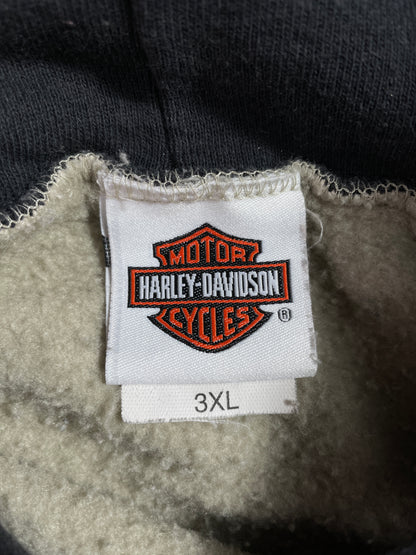 MOTOR
HARLEY-DAVIDSON
CYCLES
®
3XL